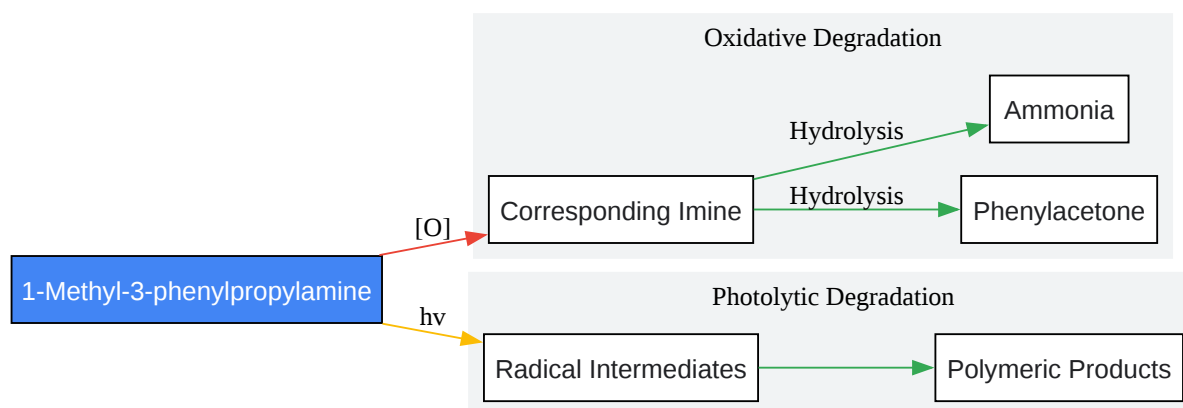 Oxidative Degradation
Ammonia
Hydrolysis
Hydrolysis
Corresponding Imine
Phenylacetone
[O]
1-Methyl-3-phenylpropylamine
Photolytic Degradation
hv
Radical Intermediates
Polymeric Products